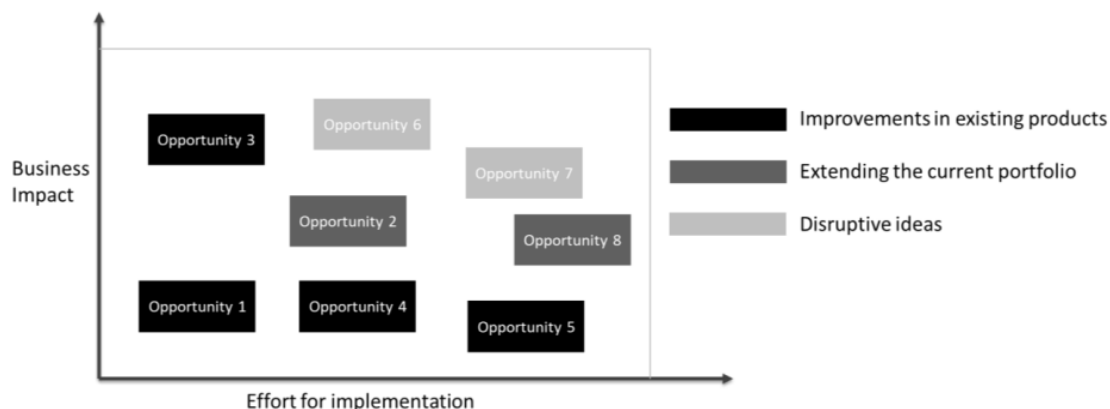 Business
Impact
Opportunity 3
Opportunity 6
Opportunity 7
Opportunity 2
Opportunity 8
Opportunity 1
Opportunity 4
Opportunity 5
Effort for implementation
Improvements in existing products
Extending the current portfolio
Disruptive ideas